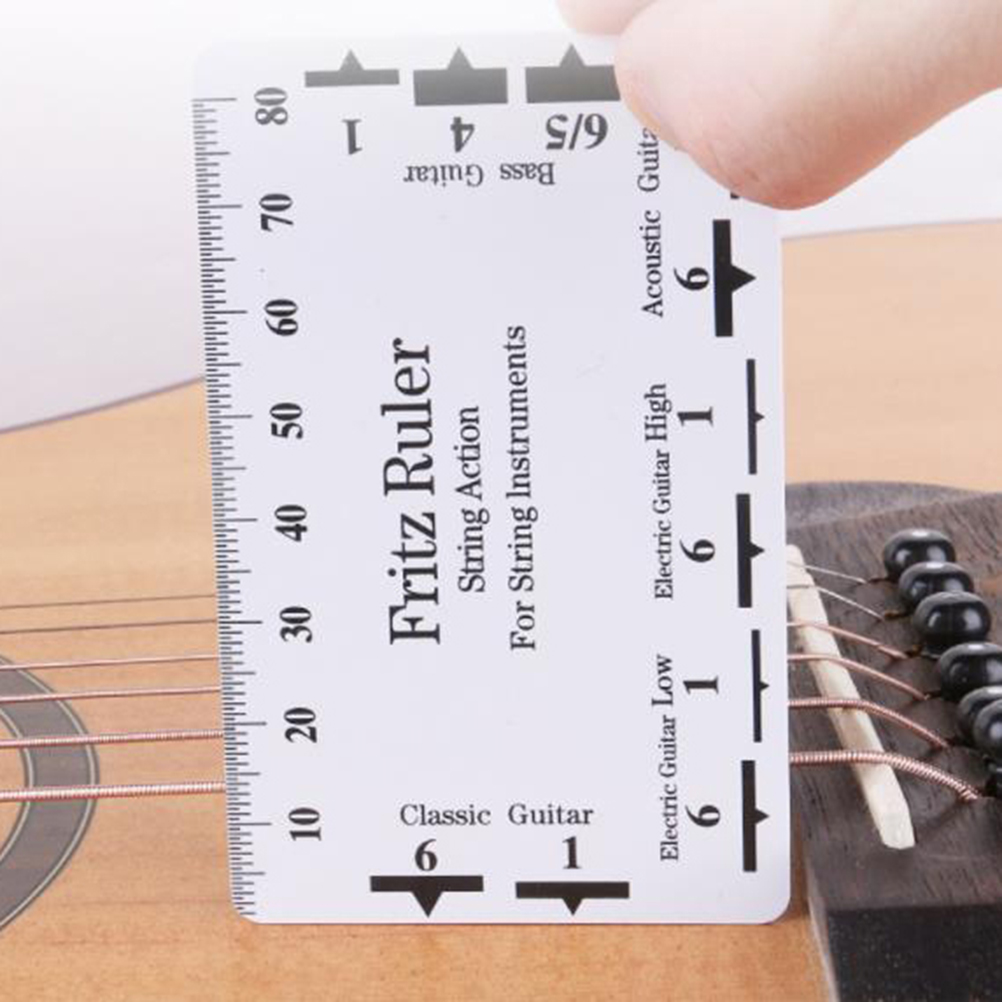 1 4 6/5
Bass Guitar
80
70
60
50
40
30
20
10
Fritz Ruler
String Action
For String Instruments
Acoustic
6
Electric Guitar High
1
6
Electric Guitar Low
1
6
Classic Guitar
6 1